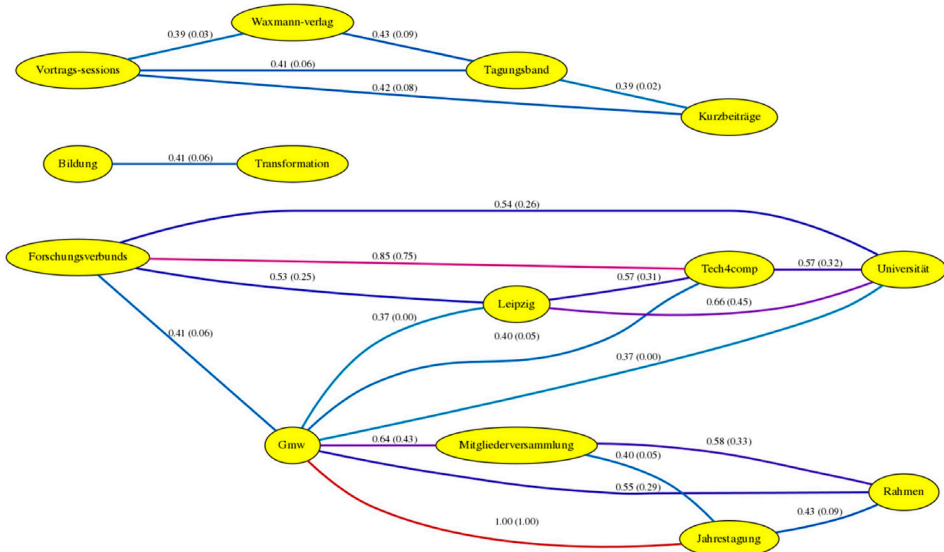 Waxmann-verlag
0.39 (0.03)
0.43 (0.09)
Vortrags-sessions
0.41 (0.06)
Tagungsband
0.42 (0.08)
0.39 (0.02)
Kurzbeiträge
Bildung
0.41 (0.06)
Transformation
0.54 (0.26)
Forschungsverbunds
0.85 (0.75)
Tech4comp
0.57 (0.32)
Universität
0.53 (0.25)
0.57 (0.31)
Leipzig
0.66 (0.45)
0.37 (0.00)
0.41 (0.06)
0.40 (0.05)
0.37 (0.00)
Gmw
0.64 (0.43)
Mitgliederversammlung
0.58 (0.33)
0.40 (0.05)
0.55 (0.29)
Rahmen
1.00 (1.00)
0.43 (0.09)
Jahrestagung